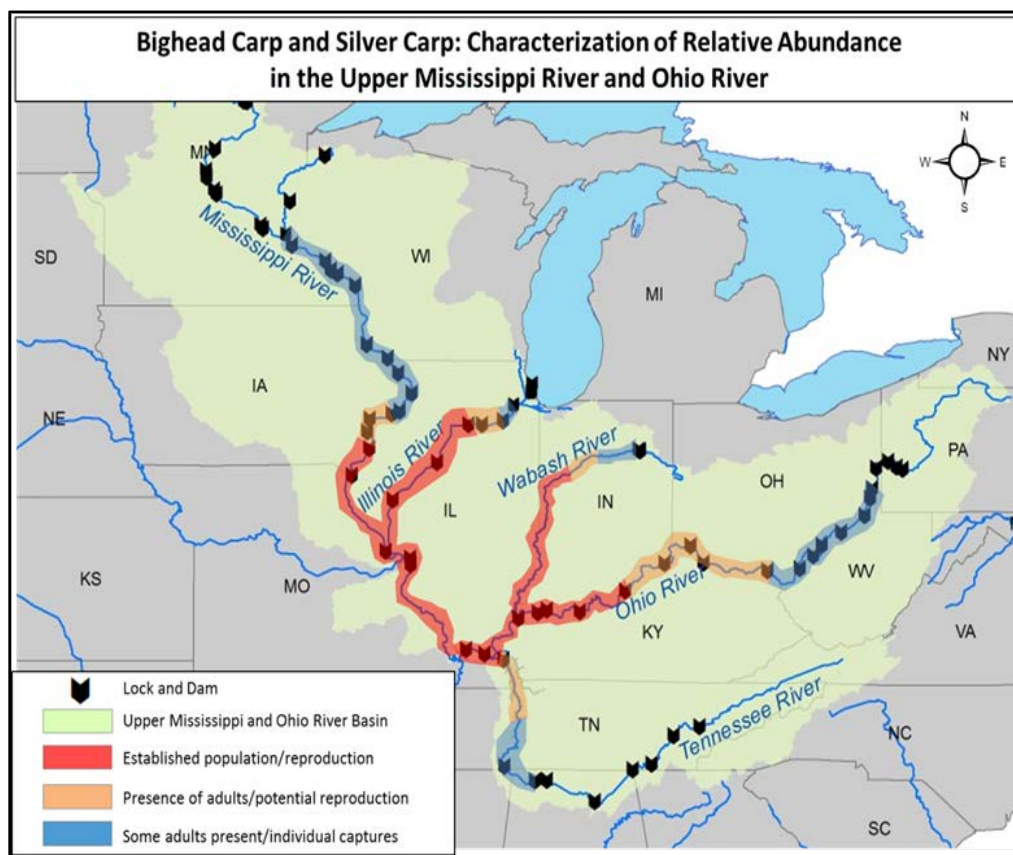 Bighead Carp and Silver Carp: Characterization of Relative Abundance
in the Upper Mississippi River and Ohio River
N
W
E
S
MN
Mississippi River
WI
SD
MI
NY
IA
NE
Illinois River
Wabash River
PA
OH
IL
IN
WV
KS
MO
Ohio River
KY
VA
Lock and Dam
Upper Mississippi and Ohio River Basin
Established population/reproduction
Presence of adults/potential reproduction
Some adults present/individual captures
TN
Tennessee River
NC
SC